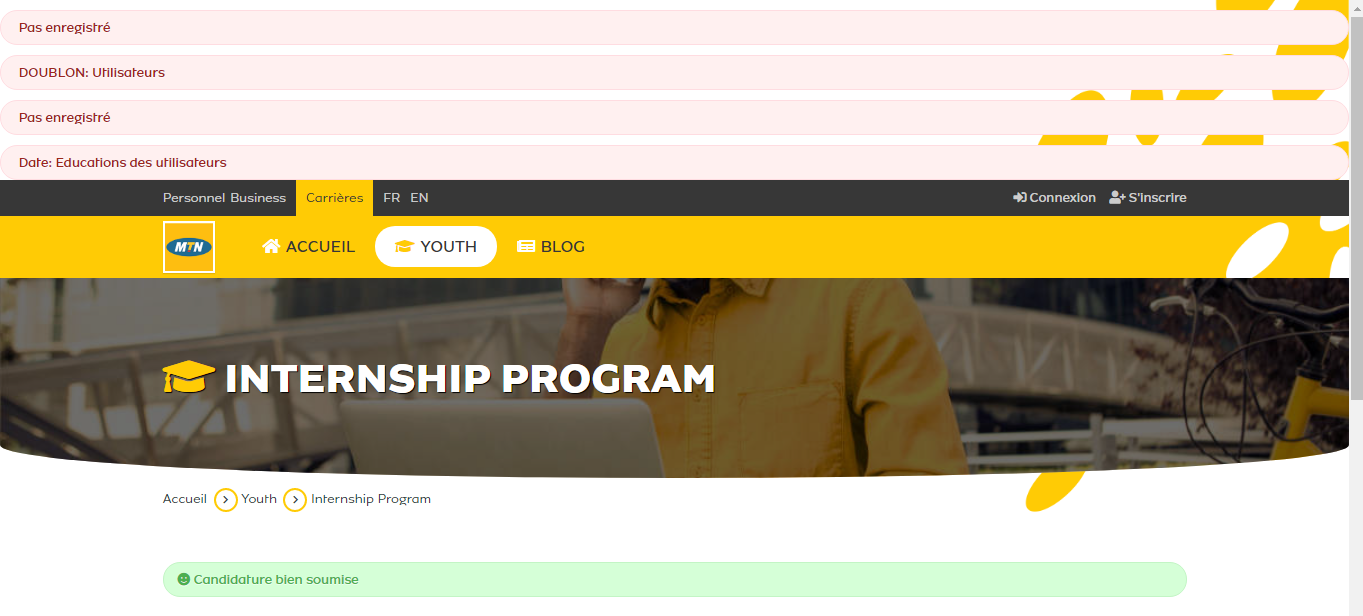 Pas enregistré
DOUBLON: Utilisateurs
Pas enregistré
Date: Educations des utilisateurs
Personnel Business Carrières FR EN Connexion S'inscrire
MTN ACCUEIL YOUTH BLOG
INTERNSHIP PROGRAM
Accueil Youth Internship Program
Candidature bien soumise